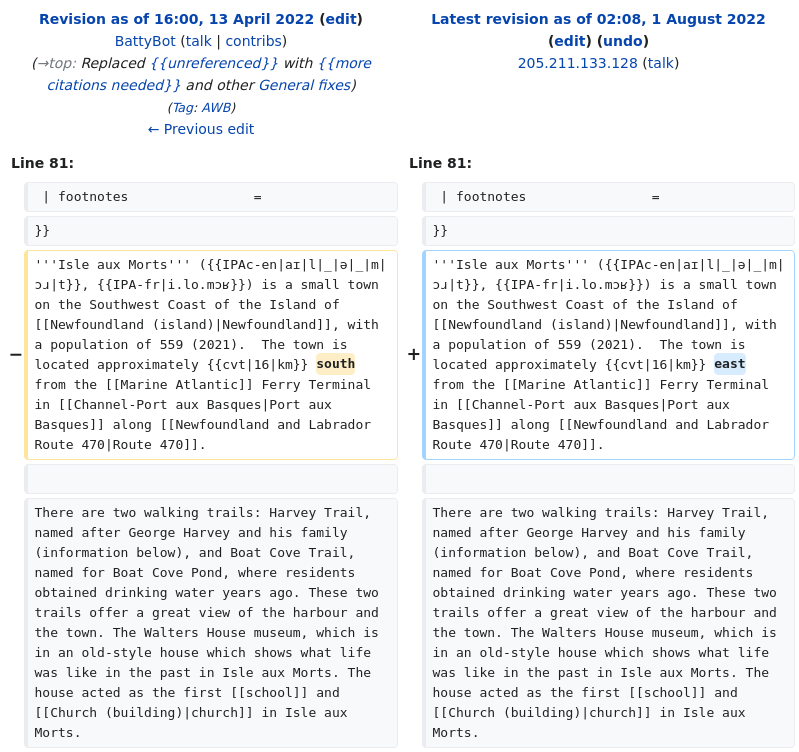 Revision as of 16:00, 13 April 2022 (edit)
BattyBot (talk | contribs)
(→top: Replaced {{unreferenced}} with {{more
citations needed}} and other General fixes)
(Tag: AWB)
← Previous edit
Latest revision as of 02:08, 1 August 2022
(edit) (undo)
205.211.133.128 (talk)
Line 81:
Line 81:
| footnotes                =
| footnotes                =
}}
}}
−
'''Isle aux Morts''' ({{IPAc-en|aɪ|l|_|ə|_|m|
ɔɹ|t}}, {{IPA-fr|i.lo.mɔʁ}}) is a small town
on the Southwest Coast of the Island of
[[Newfoundland (island)|Newfoundland]], with
a population of 559 (2021).  The town is
located approximately {{cvt|16|km}} south
from the [[Marine Atlantic]] Ferry Terminal
in [[Channel-Port aux Basques|Port aux
Basques]] along [[Newfoundland and Labrador
Route 470|Route 470]].
+
'''Isle aux Morts''' ({{IPAc-en|aɪ|l|_|ə|_|m|
ɔɹ|t}}, {{IPA-fr|i.lo.mɔʁ}}) is a small town
on the Southwest Coast of the Island of
[[Newfoundland (island)|Newfoundland]], with
a population of 559 (2021).  The town is
located approximately {{cvt|16|km}} east
from the [[Marine Atlantic]] Ferry Terminal
in [[Channel-Port aux Basques|Port aux
Basques]] along [[Newfoundland and Labrador
Route 470|Route 470]].
There are two walking trails: Harvey Trail,
named after George Harvey and his family
(information below), and Boat Cove Trail,
named for Boat Cove Pond, where residents
obtained drinking water years ago. These two
trails offer a great view of the harbour and
the town. The Walters House museum, which is
in an old-style house which shows what life
was like in the past in Isle aux Morts. The
house acted as the first [[school]] and
[[Church (building)|church]] in Isle aux
Morts.
There are two walking trails: Harvey Trail,
named after George Harvey and his family
(information below), and Boat Cove Trail,
named for Boat Cove Pond, where residents
obtained drinking water years ago. These two
trails offer a great view of the harbour and
the town. The Walters House museum, which is
in an old-style house which shows what life
was like in the past in Isle aux Morts. The
house acted as the first [[school]] and
[[Church (building)|church]] in Isle aux
Morts.